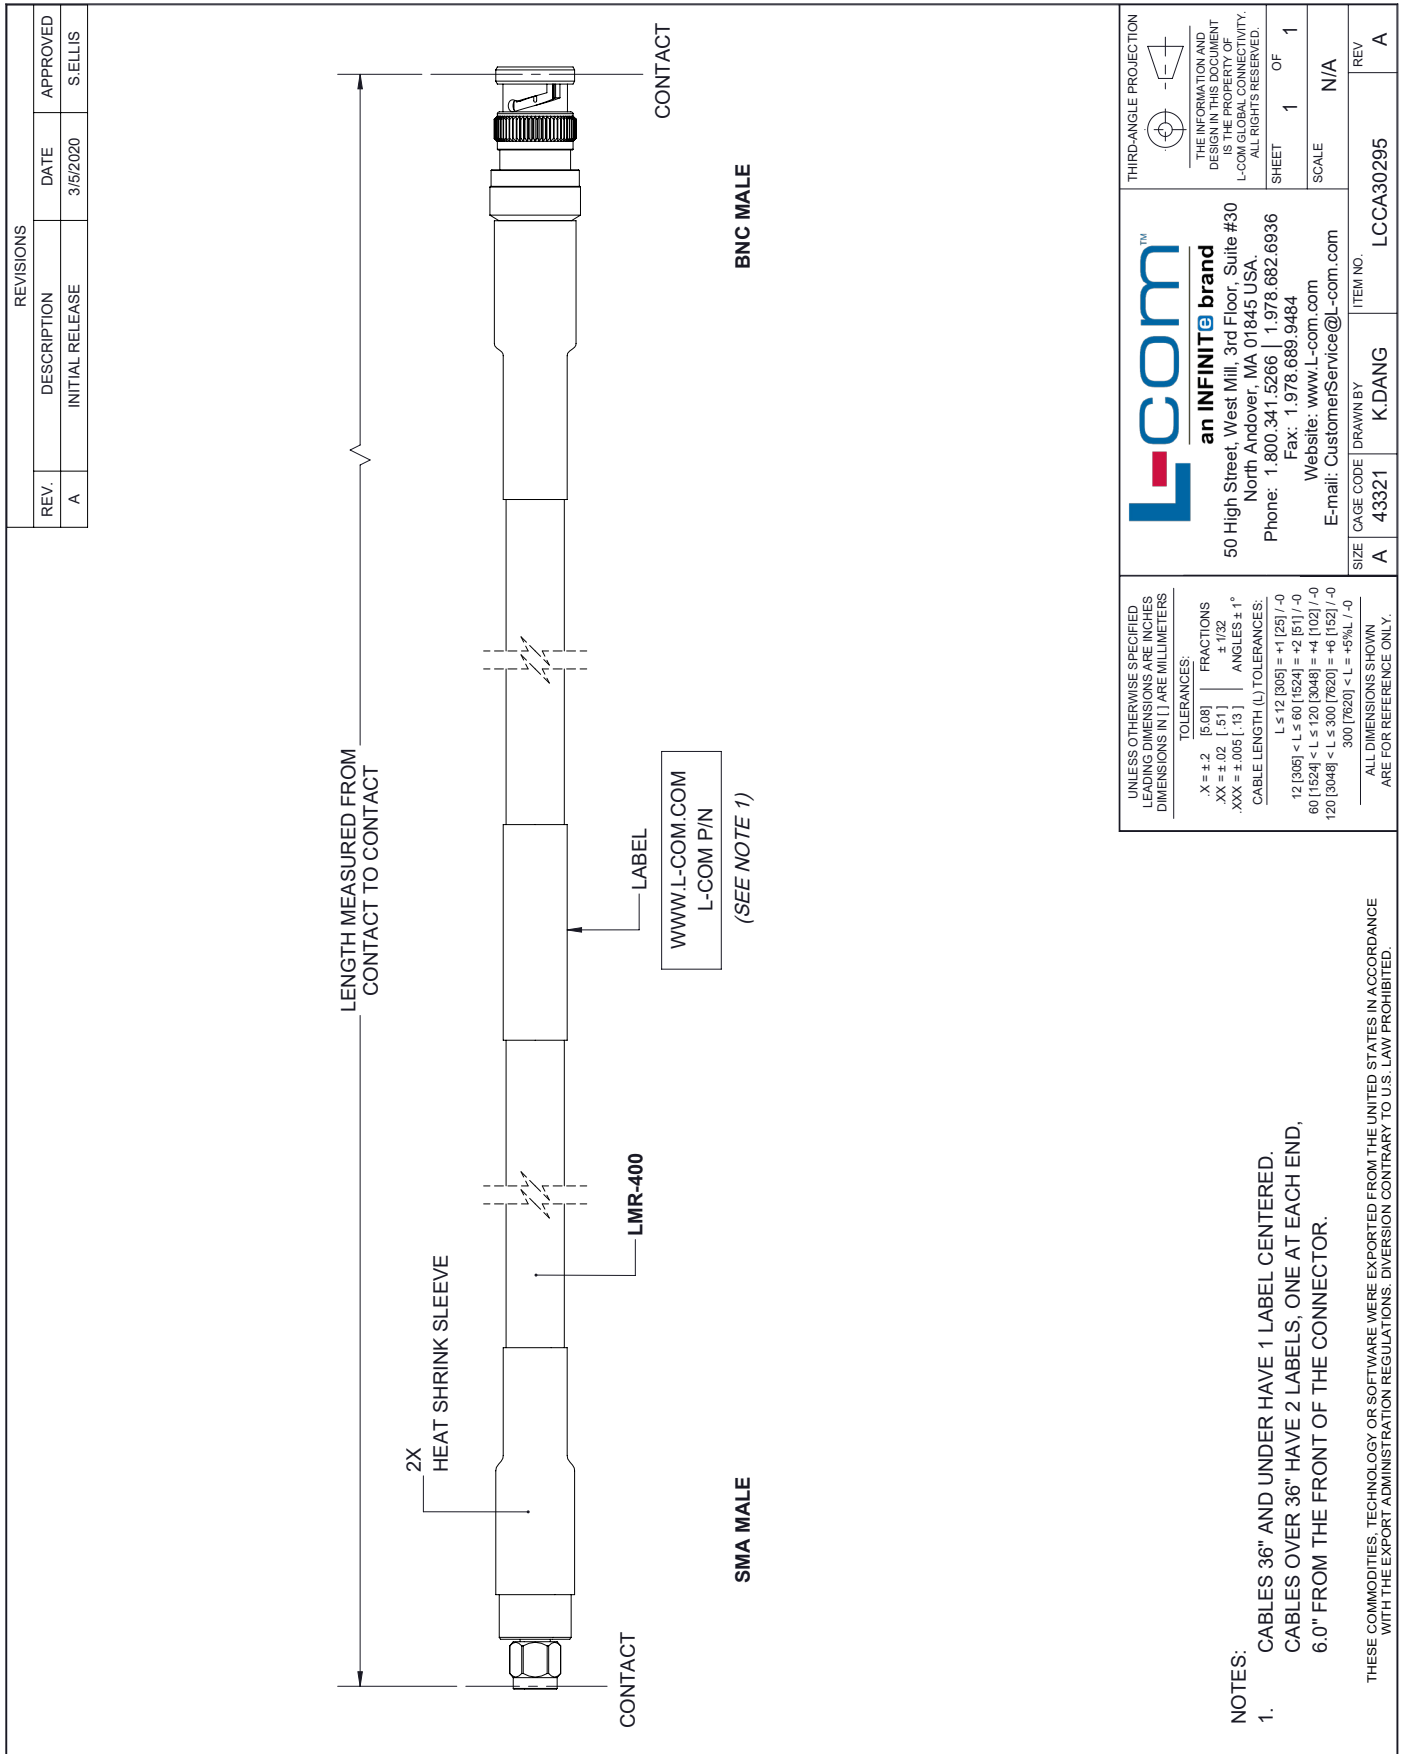 REVISIONS
REV. DESCRIPTION DATE APPROVED
A INITIAL RELEASE 3/5/2020 S.ELLIS
LENGTH MEASURED FROM
CONTACT TO CONTACT
2X
HEAT SHRINK SLEEVE
CONTACT
LMR-400
LABEL
WWW.L-COM.COM
L-COM P/N
(SEE NOTE 1)
CONTACT
SMA MALE
BNC MALE
NOTES:
1. CABLES 36" AND UNDER HAVE 1 LABEL CENTERED.
CABLES OVER 36" HAVE 2 LABELS, ONE AT EACH END,
6.0" FROM THE FRONT OF THE CONNECTOR.
THESE COMMODITIES, TECHNOLOGY OR SOFTWARE WERE EXPORTED FROM THE UNITED STATES IN ACCORDANCE
WITH THE EXPORT ADMINISTRATION REGULATIONS. DIVERSION CONTRARY TO U.S. LAW PROHIBITED.
UNLESS OTHERWISE SPECIFIED
LEADING DIMENSIONS ARE INCHES
DIMENSIONS IN [ ] ARE MILLIMETERS
TOLERANCES:
.X = ±.2 [5.08] FRACTIONS
.XX = ±.02 [.51] ± 1/32
.XXX = ±.005 [.13] ANGLES ± 1°
CABLE LENGTH (L) TOLERANCES:
L ≤ 12 [305] = +1 [25] / -0
12 [305] < L ≤ 60 [1524] = +2 [51] / -0
60 [1524] < L ≤ 120 [3048] = +4 [102] / -0
120 [3048] < L ≤ 300 [7620] = +6 [152] / -0
300 [7620] < L = +5%L / -0
ALL DIMENSIONS SHOWN
ARE FOR REFERENCE ONLY.
L-com™
an INFINITe brand
50 High Street, West Mill, 3rd Floor, Suite #30
North Andover, MA 01845 USA.
Phone: 1.800.341.5266 | 1.978.682.6936
Fax: 1.978.689.9484
Website: www.L-com.com
E-mail: CustomerService@L-com.com
THIRD-ANGLE PROJECTION
THE INFORMATION AND
DESIGN IN THIS DOCUMENT
IS THE PROPERTY OF
L-COM GLOBAL CONNECTIVITY.
ALL RIGHTS RESERVED.
SHEET 1 OF 1
SCALE N/A
SIZE A
CAGE CODE 43321
DRAWN BY K.DANG
ITEM NO. LCCA30295
REV A